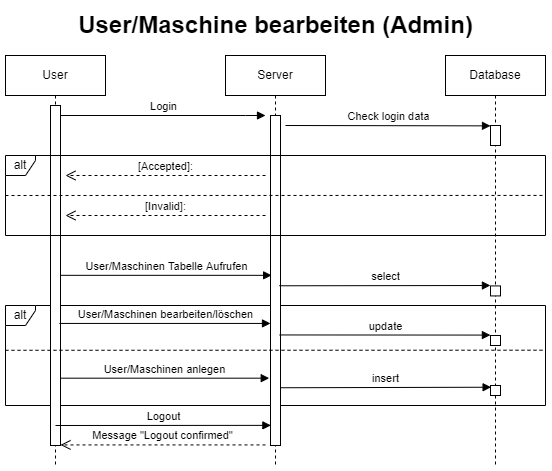 User/Maschine bearbeiten (Admin)
User
Server
Database
Login
Check login data
alt
[Accepted]:
[Invalid]:
User/Maschinen Tabelle Aufrufen
select
alt
User/Maschinen bearbeiten/löschen
update
User/Maschinen anlegen
insert
Logout
Message "Logout confirmed"